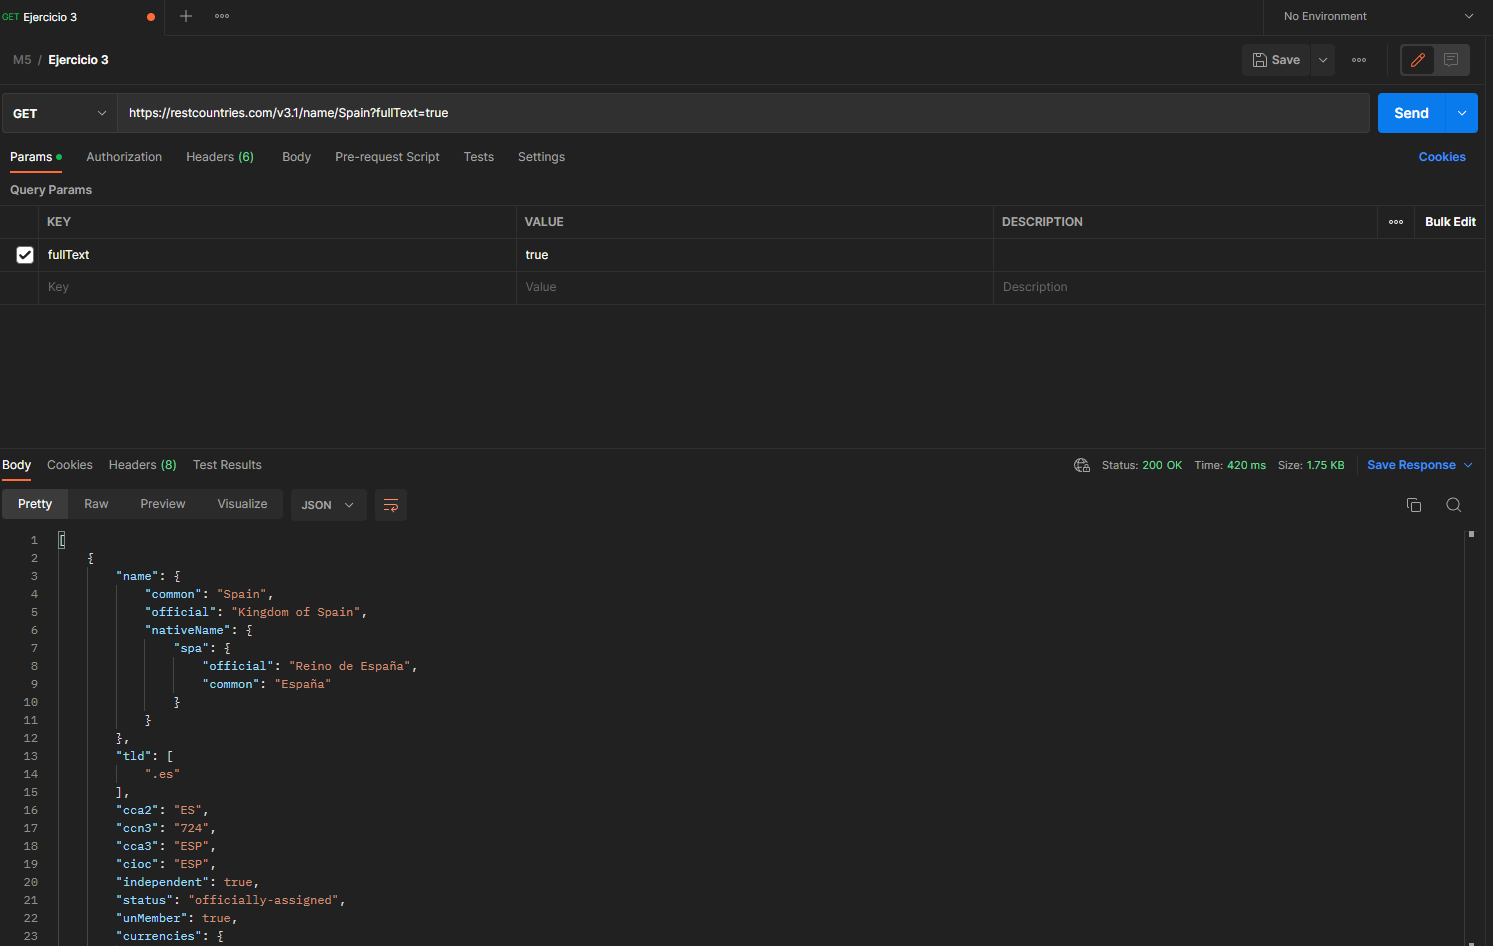 GET Ejercicio 3
No Environment
M5 / Ejercicio 3
Save
GET
https://restcountries.com/v3.1/name/Spain?fullText=true
Send
Params Authorization Headers (6) Body Pre-request Script Tests Settings Cookies
Query Params
KEY VALUE DESCRIPTION Bulk Edit
fullText true
Key Value Description
Body Cookies Headers (8) Test Results Status: 200 OK Time: 420 ms Size: 1.75 KB Save Response
Pretty Raw Preview Visualize JSON
1 [
2 {
3 "name": {
4 "common": "Spain",
5 "official": "Kingdom of Spain",
6 "nativeName": {
7 "spa": {
8 "official": "Reino de España",
9 "common": "España"
10 }
11 }
12 },
13 "tld": [
14 ".es"
15 ],
16 "cca2": "ES",
17 "ccn3": "724",
18 "cca3": "ESP",
19 "cioc": "ESP",
20 "independent": true,
21 "status": "officially-assigned",
22 "unMember": true,
23 "currencies": {